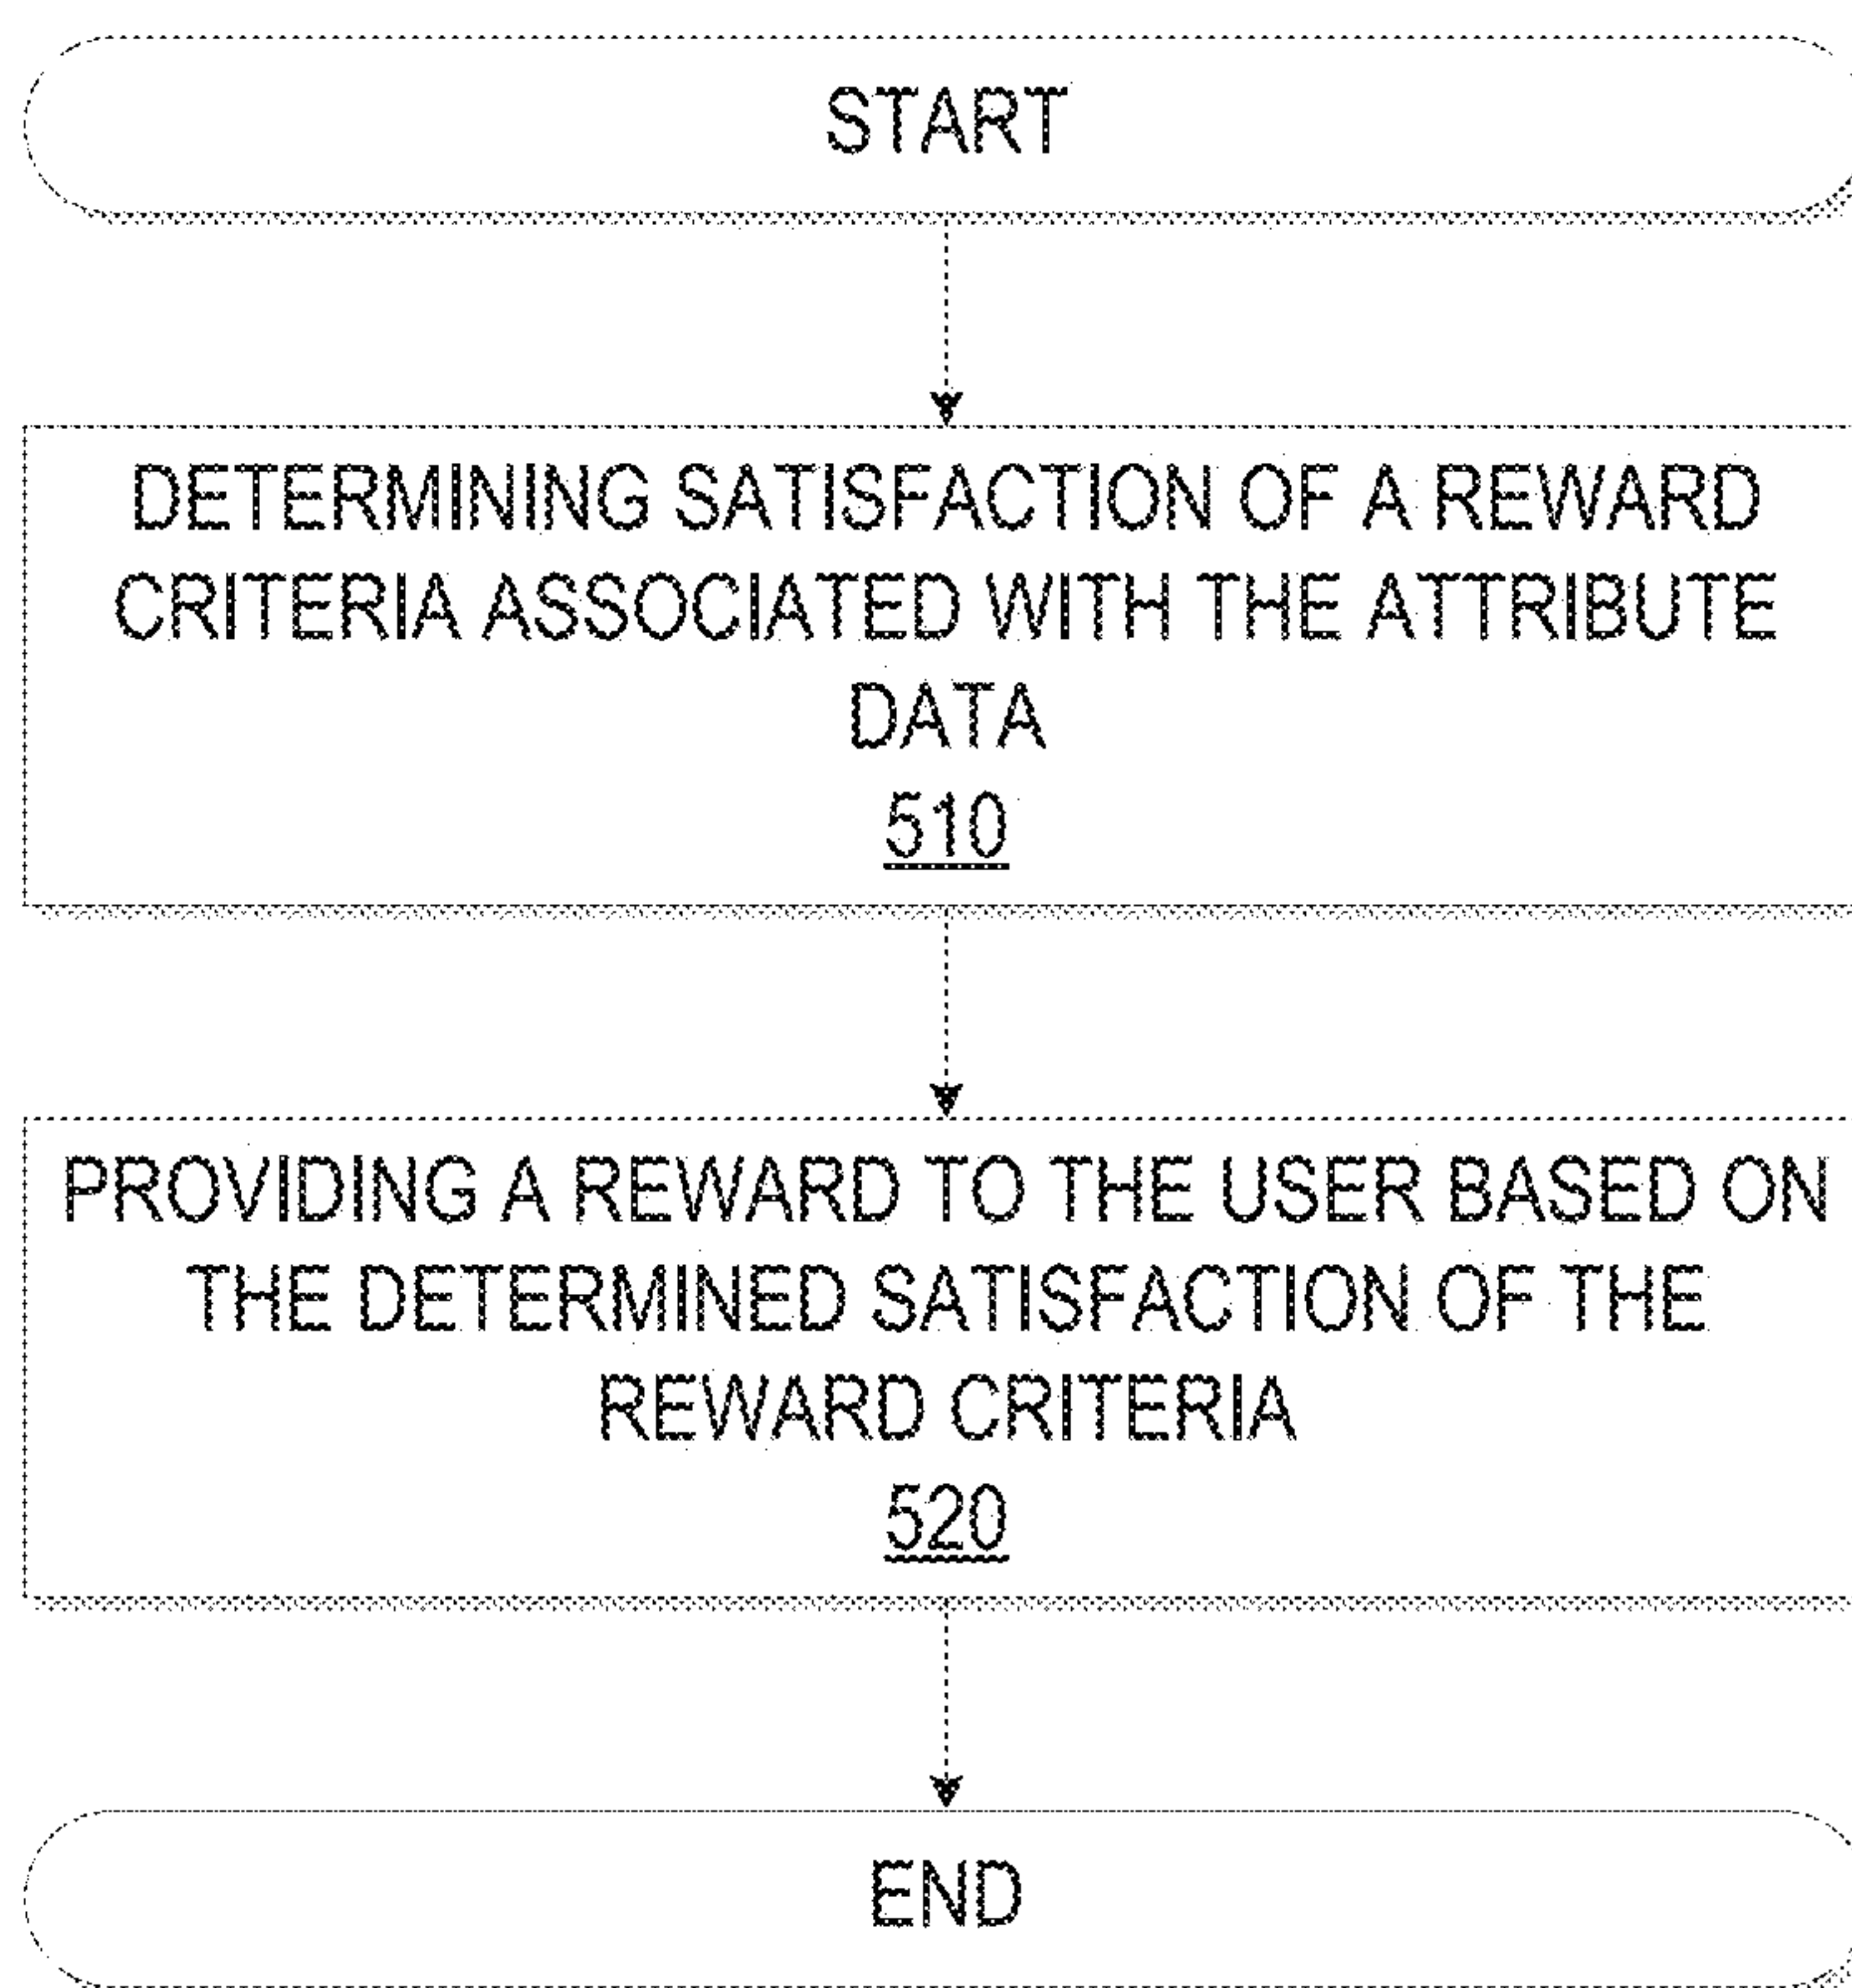 START
DETERMINING SATISFACTION OF A REWARD
CRITERIA ASSOCIATED WITH THE ATTRIBUTE
DATA
510
PROVIDING A REWARD TO THE USER BASED ON
THE DETERMINED SATISFACTION OF THE
REWARD CRITERIA
520
END